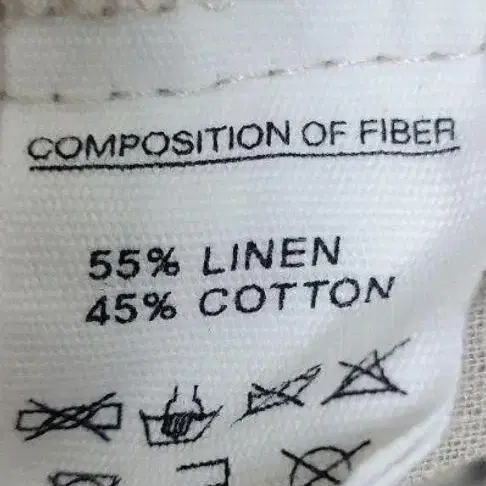 COMPOSITION OF FIBER
55% LINEN
45% COTTON